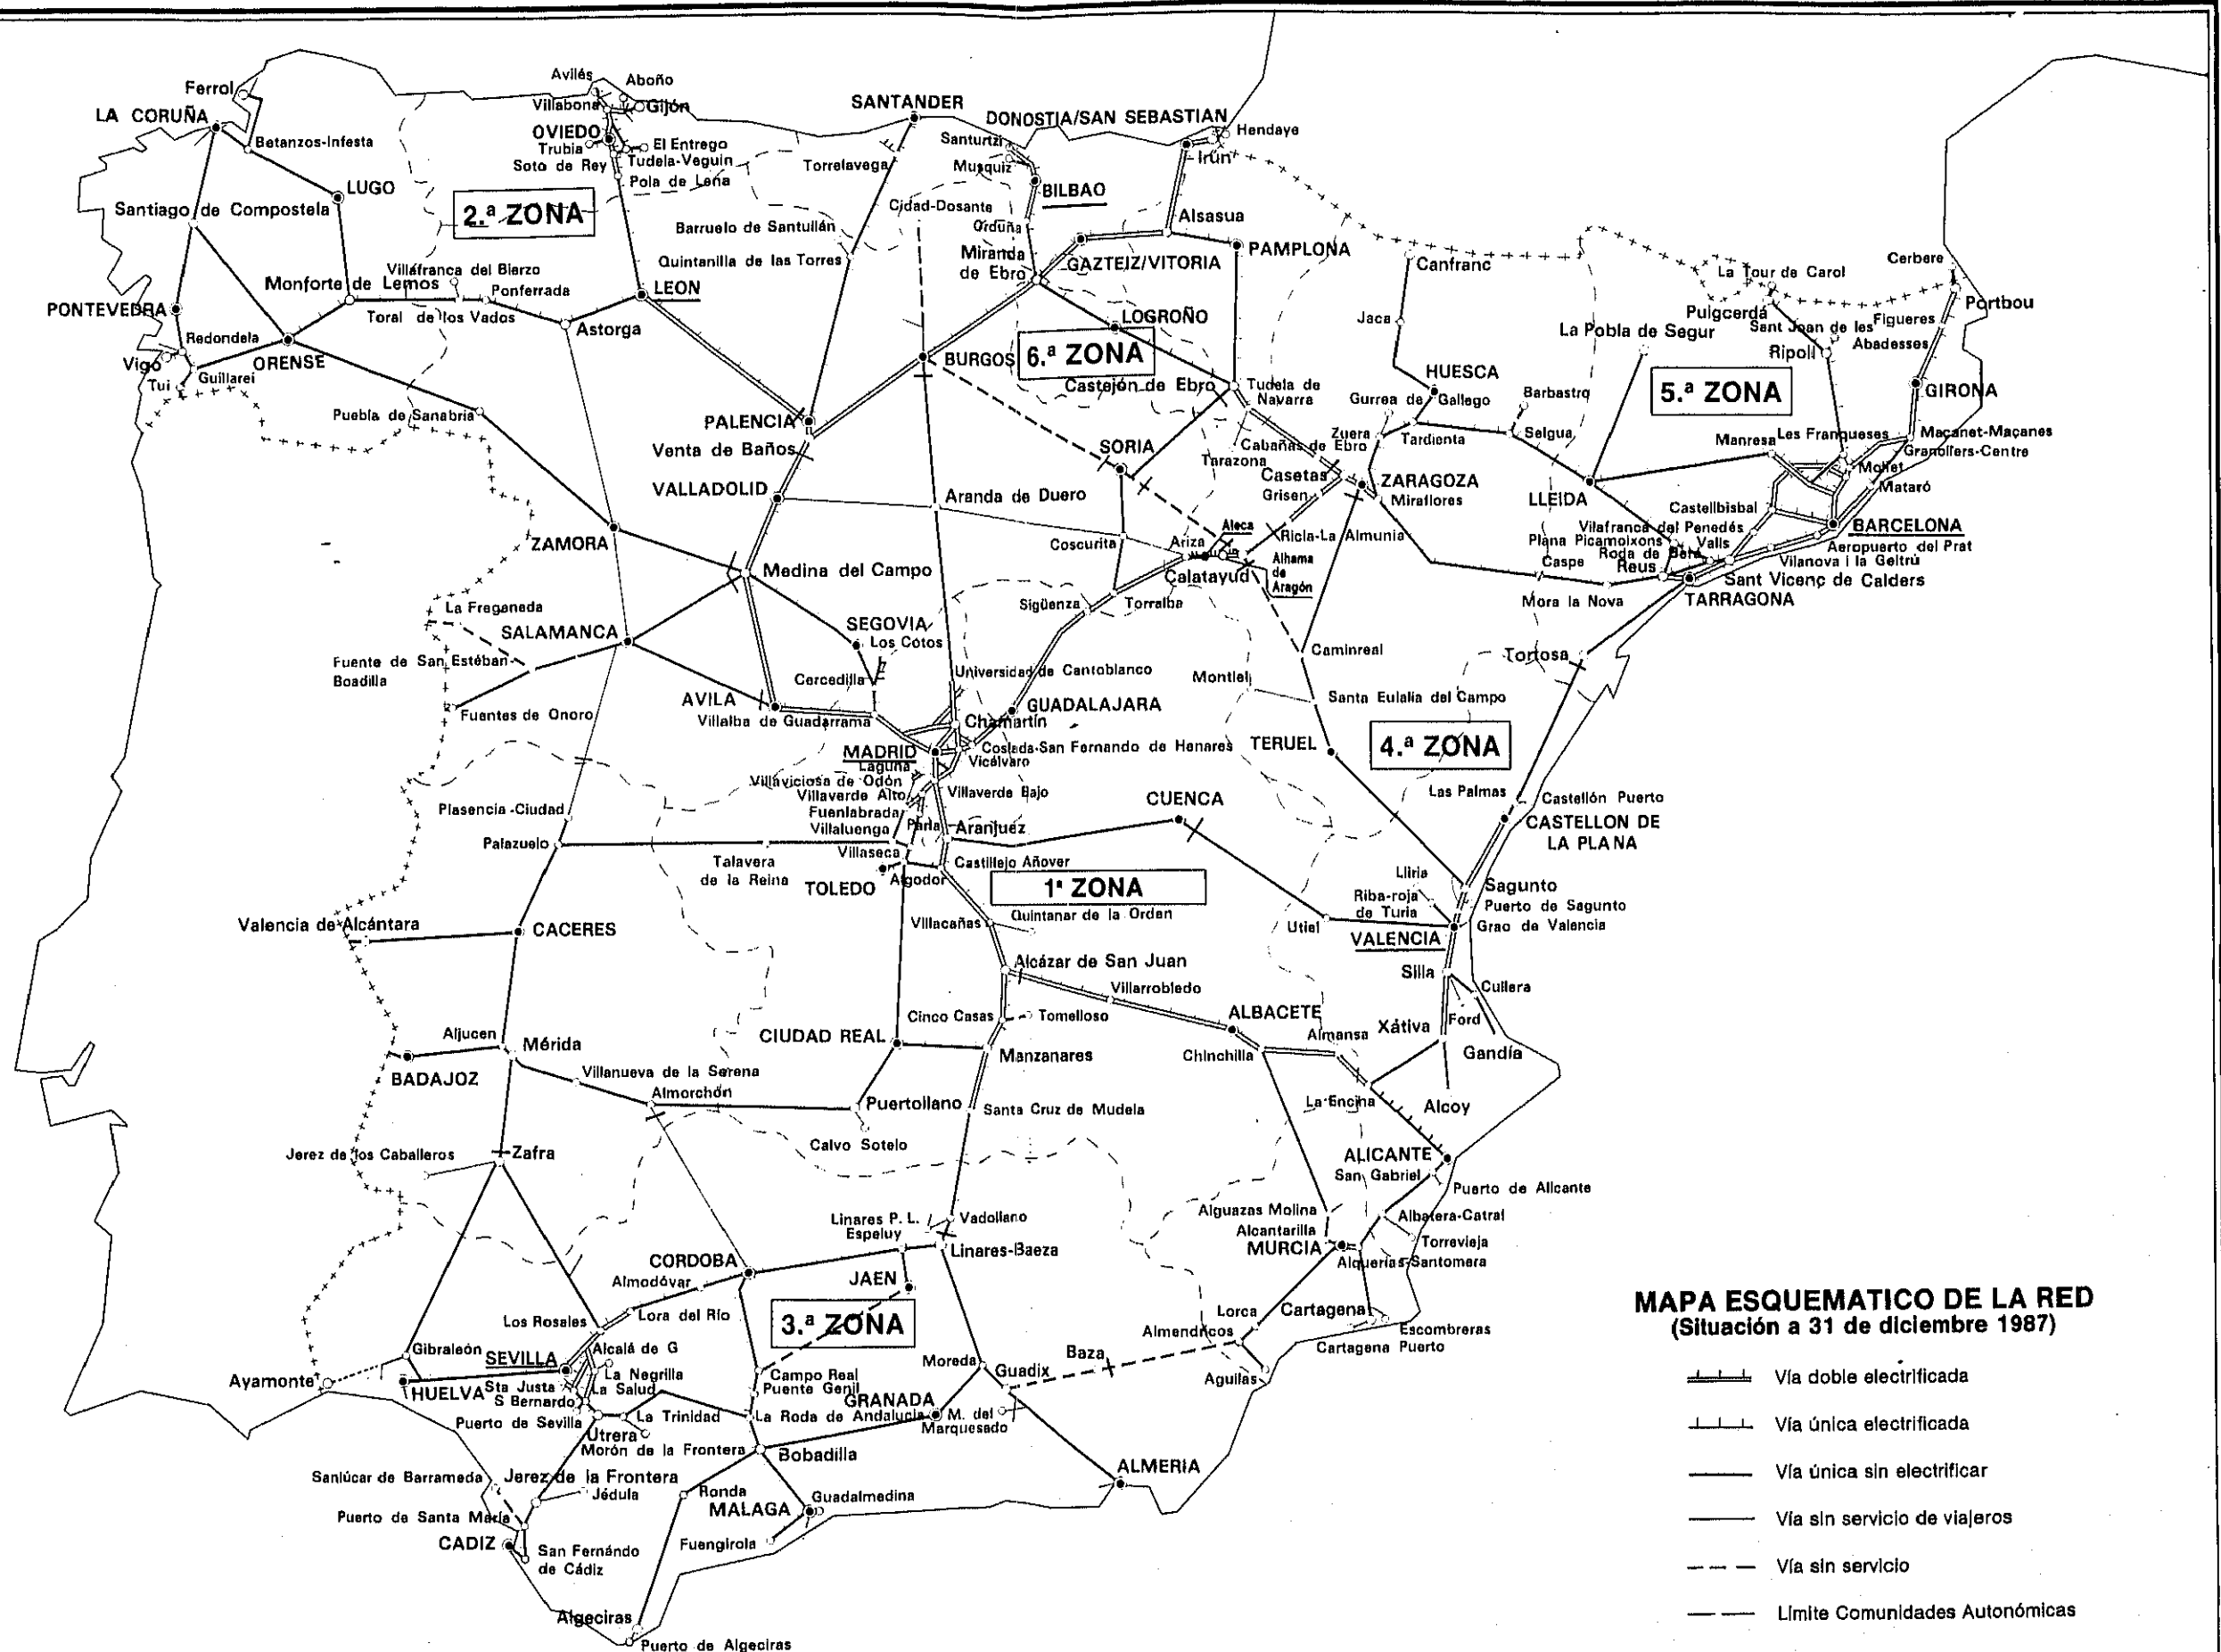 Ferrol
LA CORUÑA
Betanzos-Infesta
LUGO
Santiago de Compostela
Monforte de Lemos
Villafranca del Bierzo
Ponferrada
Toral de los Vados
PONTEVEDRA
Redondela
Vigo
Tui
Guillarei
ORENSE
Puebla de Sanabria
Astorga
LEON
2.ª ZONA
Avilés
Aboño
Villabona
Gijón
OVIEDO
Trubia
El Entrego
Soto de Rey
Tudela-Veguin
Pola de Lena
SANTANDER
Torrelavega
Barruelo de Santullán
Quintanilla de las Torres
Cidad-Dosante
DONOSTIA/SAN SEBASTIAN
Hendaye
Irún
Santurtzi
Musquiz
BILBAO
Orduña
Miranda
de Ebro
GAZTEIZ/VITORIA
Alsasua
PAMPLONA
LOGROÑO
BURGOS
6.ª ZONA
Castejón de Ebro
Tudela de
Navarra
Tarazona
Cabañas de Ebro
Casetas
Grisen
ZARAGOZA
Miraflores
Ricla-La Almunia
Canfranc
Jaca
HUESCA
Gurrea de Gallego
Zuera
Tardienta
Barbastro
Selgua
La Pobla de Segur
5.ª ZONA
La Tour de Carol
Puigcerdá
Sant Joan de les
Abadesses
Ripoll
Figueres
Cerbere
Portbou
GIRONA
Maçanet-Maçanes
Granollers-Centre
Manresa
Les Franqueses
Mollet
Mataró
LLEIDA
Castellbisbal
BARCELONA
Vilafranca del Penedés
Plana Picamoixons
Valls
Roda de Bará
Reus
Aeropuerto del Prat
Vilanova i la Geltrú
Sant Vicenç de Calders
TARRAGONA
Caspe
Mora la Nova
Tortosa
PALENCIA
Venta de Baños
VALLADOLID
Aranda de Duero
SORIA
Coscurita
Ariza
Ateca
Calatayud
Alhama
de
Aragón
Torralba
Sigüenza
ZAMORA
Medina del Campo
La Fregeneda
SALAMANCA
Fuente de San Estéban
Boadilla
Fuentes de Onoro
SEGOVIA
Los Cotos
Cercedilla
AVILA
Villalba de Guadarrama
Universidad de Cantoblanco
GUADALAJARA
Chamartín
MADRID
Coslada-San Fernando de Henares
Vicálvaro
Laguna
Villaviciosa de Odón
Villaverde Alto
Villaverde Bajo
Fuenlabrada
Villaluenga
Parla
Aranjuez
Villaseca
Castillejo Añover
Algodor
TOLEDO
Talavera
de la Reina
Plasencia-Ciudad
Palazuelo
Caminreal
Montiel
Santa Eulalia del Campo
TERUEL
4.ª ZONA
CUENCA
Las Palmas
Castellón Puerto
CASTELLON DE
LA PLANA
1ª ZONA
Quintanar de la Orden
Villacañas
Utiel
Lliria
Riba-roja
de Turia
Sagunto
Puerto de Sagunto
Grao de Valencia
VALENCIA
Silla
Cullera
Ford
Xátiva
Gandía
Valencia de Alcántara
CACERES
Alcázar de San Juan
Villarrobledo
Cinco Casas
Tomelloso
ALBACETE
Almansa
Chinchilla
CIUDAD REAL
Manzanares
Aljucen
Mérida
BADAJOZ
Villanueva de la Serena
Almorchón
Puertollano
Calvo Sotelo
Santa Cruz de Mudela
La Encina
Alcoy
Jerez de los Caballeros
Zafra
ALICANTE
San Gabriel
Puerto de Alicante
Alguazas Molina
Albatera-Catral
Alcantarilla
Torrevieja
MURCIA
Alquerías-Santomera
Linares P. L.
Vadollano
Espeluy
Linares-Baeza
CORDOBA
JAEN
Almodóvar
Lora del Río
Los Rosales
3.ª ZONA
Lorca
Cartagena
Escombreras
Cartagena Puerto
Almendricos
Aguilas
Baza
Guadix
Moreda
Gibraleón
Ayamonte
HUELVA
SEVILLA
Alcalá de G
La Negrilla
Sta Justa
La Salud
S Bernardo
Puerto de Sevilla
La Trinidad
Utrera
Morón de la Frontera
Campo Real
Puente Genil
GRANADA
La Roda de Andalucía
M. del
Marquesado
Bobadilla
ALMERIA
Sanlúcar de Barrameda
Jerez de la Frontera
Jédula
Puerto de Santa María
CADIZ
San Fernándo
de Cádiz
Ronda
MALAGA
Guadalmedina
Fuengirola
Algeciras
Puerto de Algeciras
MAPA ESQUEMATICO DE LA RED
(Situación a 31 de diciembre 1987)
Vía doble electrificada
Vía única electrificada
Vía única sin electrificar
Vía sin servicio de viajeros
Vía sin servicio
Límite Comunidades Autonómicas